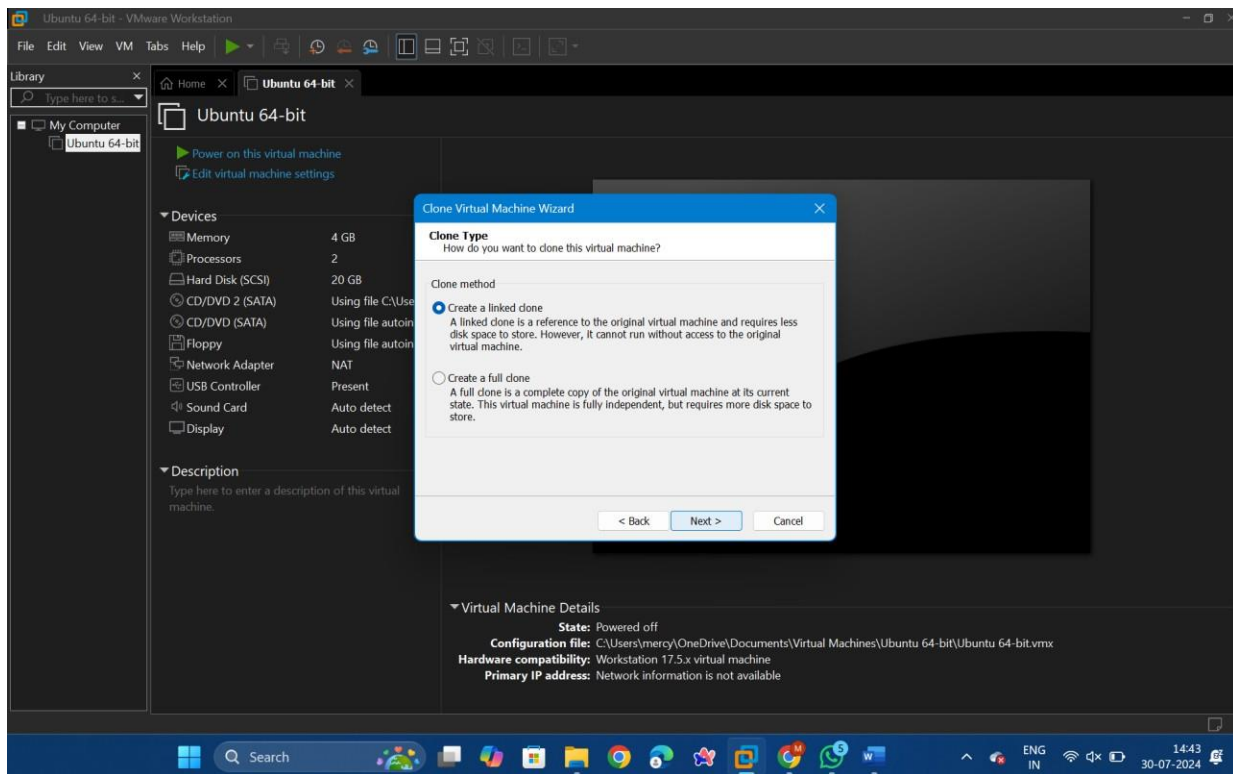 Ubuntu 64-bit - VMware Workstation
File Edit View VM Tabs Help
Library
Type here to s...
My Computer
Ubuntu 64-bit
Home
Ubuntu 64-bit
Ubuntu 64-bit
Power on this virtual machine
Edit virtual machine settings
Devices
Memory 4 GB
Processors 2
Hard Disk (SCSI) 20 GB
CD/DVD 2 (SATA) Using file C:\Use
CD/DVD (SATA) Using file autoin
Floppy Using file autoin
Network Adapter NAT
USB Controller Present
Sound Card Auto detect
Display Auto detect
Description
Type here to enter a description of this virtual
machine.
Clone Virtual Machine Wizard
Clone Type
How do you want to clone this virtual machine?
Clone method
Create a linked clone
A linked clone is a reference to the original virtual machine and requires less
disk space to store. However, it cannot run without access to the original
virtual machine.
Create a full clone
A full clone is a complete copy of the original virtual machine at its current
state. This virtual machine is fully independent, but requires more disk space to
store.
< Back Next > Cancel
Virtual Machine Details
State: Powered off
Configuration file: C:\Users\mercy\OneDrive\Documents\Virtual Machines\Ubuntu 64-bit\Ubuntu 64-bit.vmx
Hardware compatibility: Workstation 17.5.x virtual machine
Primary IP address: Network information is not available
Search
ENG
IN
14:43
30-07-2024